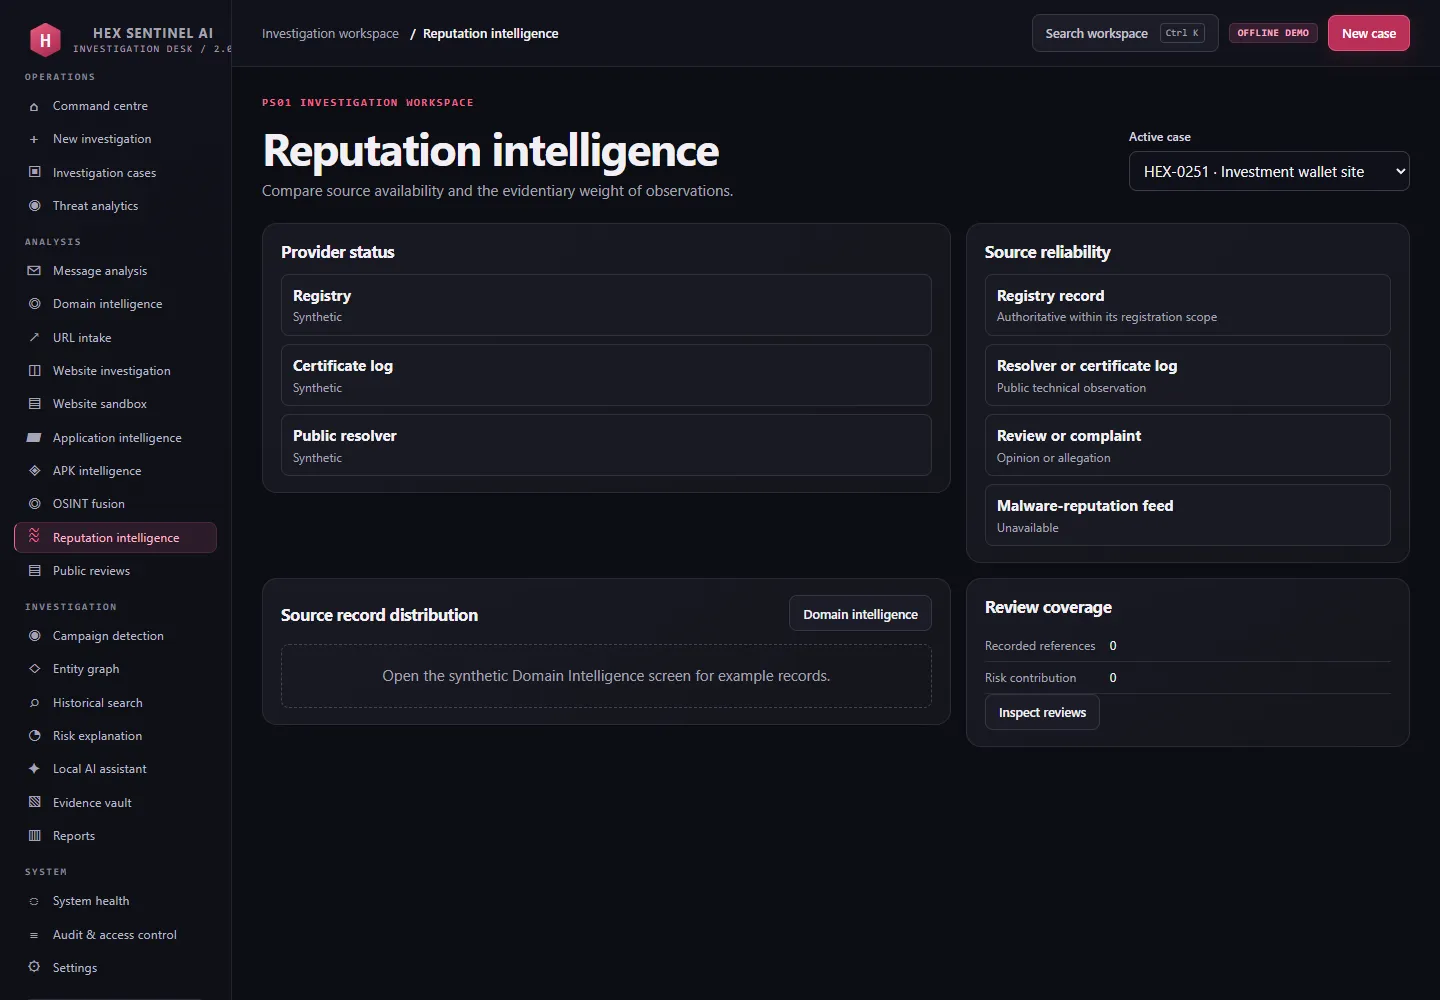 HEX SENTINEL AI
INVESTIGATION DESK / 2.0
OPERATIONS
Command centre
New investigation
Investigation cases
Threat analytics
ANALYSIS
Message analysis
Domain intelligence
URL intake
Website investigation
Website sandbox
Application intelligence
APK intelligence
OSINT fusion
Reputation intelligence
Public reviews
INVESTIGATION
Campaign detection
Entity graph
Historical search
Risk explanation
Local AI assistant
Evidence vault
Reports
SYSTEM
System health
Audit & access control
Settings
Investigation workspace / Reputation intelligence
Search workspace Ctrl K
OFFLINE DEMO
New case
PS01 INVESTIGATION WORKSPACE
Reputation intelligence
Compare source availability and the evidentiary weight of observations.
Active case
HEX-0251 · Investment wallet site
Provider status
Registry
Synthetic
Certificate log
Synthetic
Public resolver
Synthetic
Source reliability
Registry record
Authoritative within its registration scope
Resolver or certificate log
Public technical observation
Review or complaint
Opinion or allegation
Malware-reputation feed
Unavailable
Source record distribution
Domain intelligence
Open the synthetic Domain Intelligence screen for example records.
Review coverage
Recorded references 0
Risk contribution 0
Inspect reviews